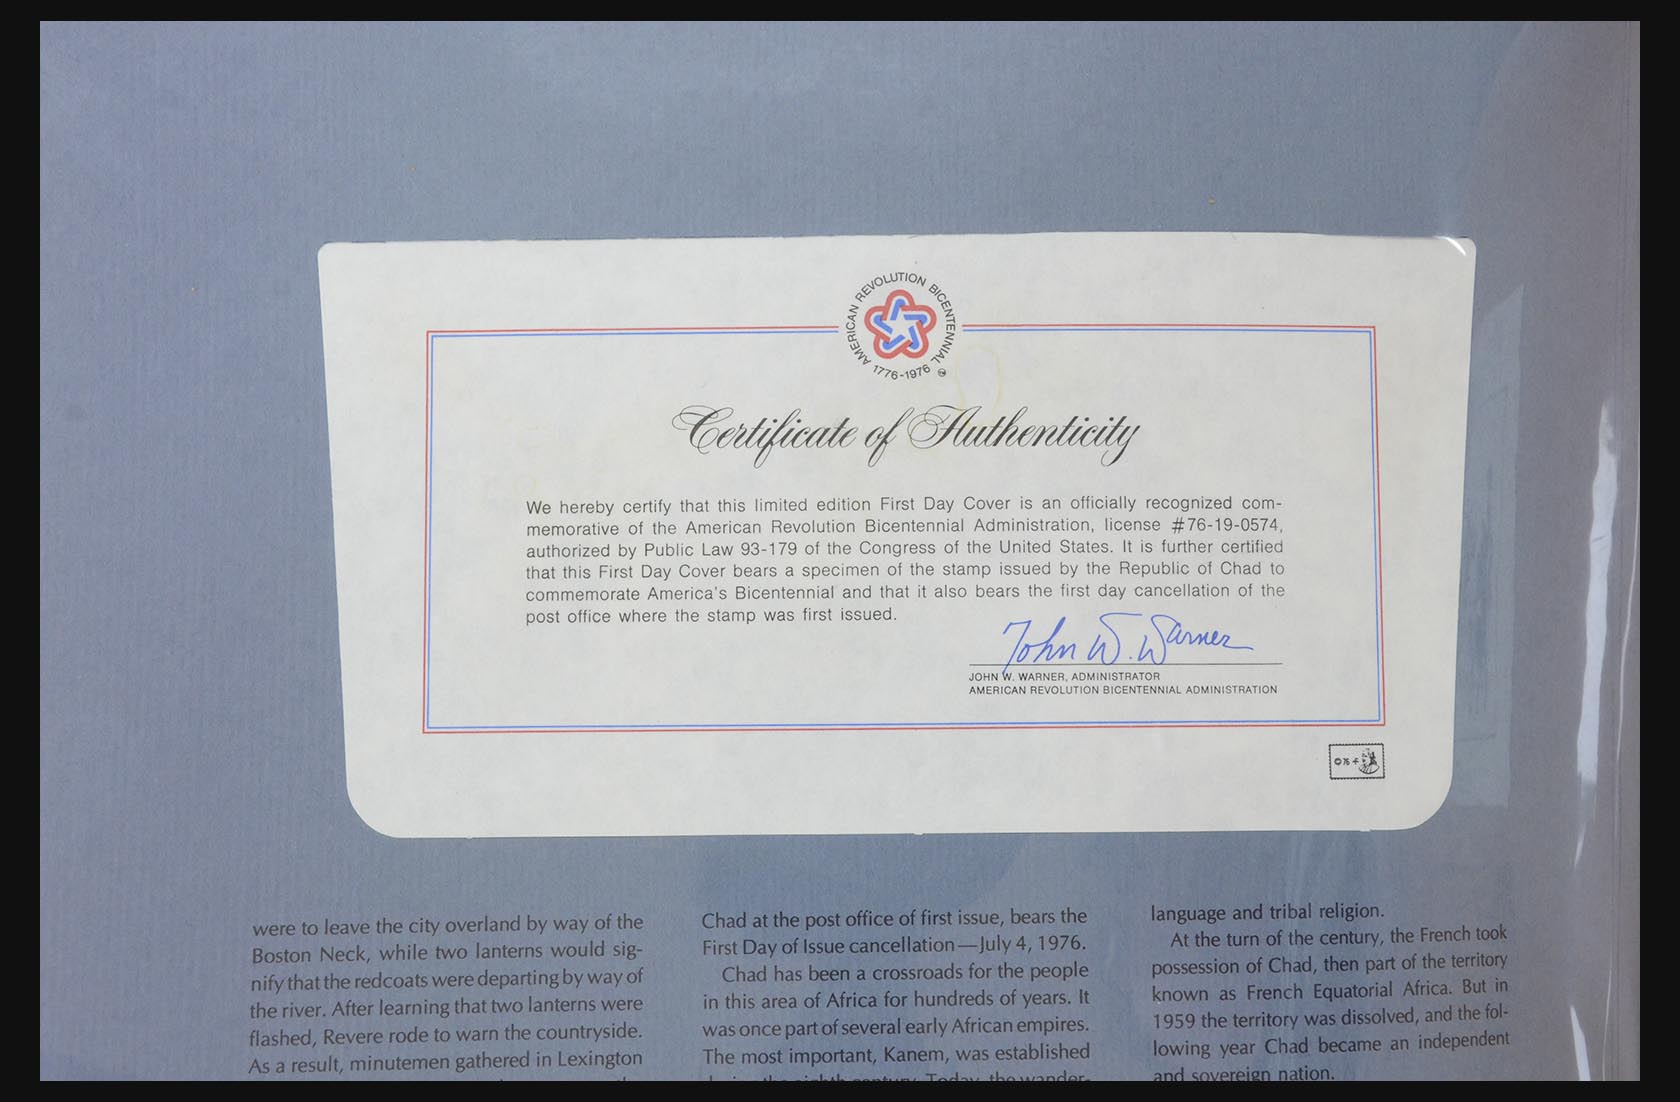 AMERICAN REVOLUTION BICENTENNIAL
1776-1976
Certificate of Authenticity
We hereby certify that this limited edition First Day Cover is an officially recognized com-
memorative of the American Revolution Bicentennial Administration, license #76-19-0574,
authorized by Public Law 93-179 of the Congress of the United States. It is further certified
that this First Day Cover bears a specimen of the stamp issued by the Republic of Chad to
commemorate America's Bicentennial and that it also bears the first day cancellation of the
post office where the stamp was first issued.
John W. Warner
JOHN W. WARNER, ADMINISTRATOR
AMERICAN REVOLUTION BICENTENNIAL ADMINISTRATION
were to leave the city overland by way of the
Boston Neck, while two lanterns would sig-
nify that the redcoats were departing by way of
the river. After learning that two lanterns were
flashed, Revere rode to warn the countryside.
As a result, minutemen gathered in Lexington
Chad at the post office of first issue, bears the
First Day of Issue cancellation—July 4, 1976.
Chad has been a crossroads for the people
in this area of Africa for hundreds of years. It
was once part of several early African empires.
The most important, Kanem, was established
during the eighth century. Today, the wander-
language and tribal religion.
At the turn of the century, the French took
possession of Chad, then part of the territory
known as French Equatorial Africa. But in
1959 the territory was dissolved, and the fol-
lowing year Chad became an independent
and sovereign nation.